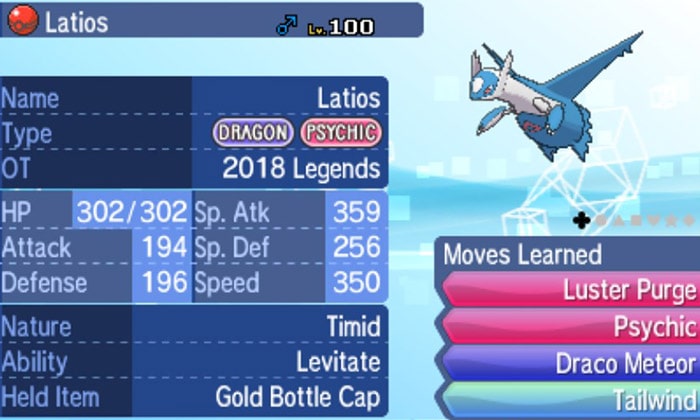 Latios ♂ Lv.100
Name Latios
Type DRAGON PSYCHIC
OT 2018 Legends
HP 302/302 Sp. Atk 359
Attack 194 Sp. Def 256
Defense 196 Speed 350
Nature Timid
Ability Levitate
Held Item Gold Bottle Cap
Moves Learned
Luster Purge
Psychic
Draco Meteor
Tailwind